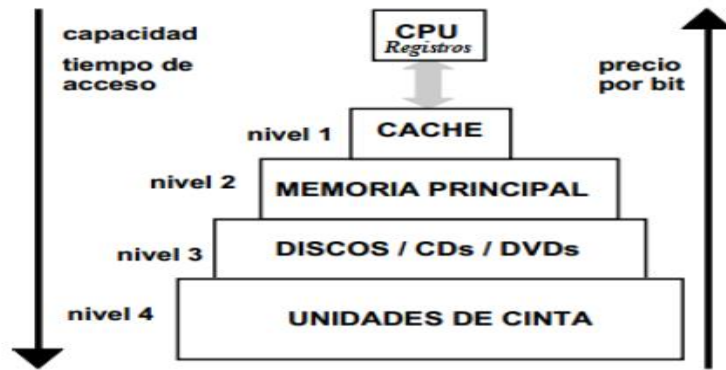 capacidad
tiempo de
acceso
CPU
Registros
precio
por bit
nivel 1
CACHE
nivel 2
MEMORIA PRINCIPAL
nivel 3
DISCOS / CDs / DVDs
nivel 4
UNIDADES DE CINTA